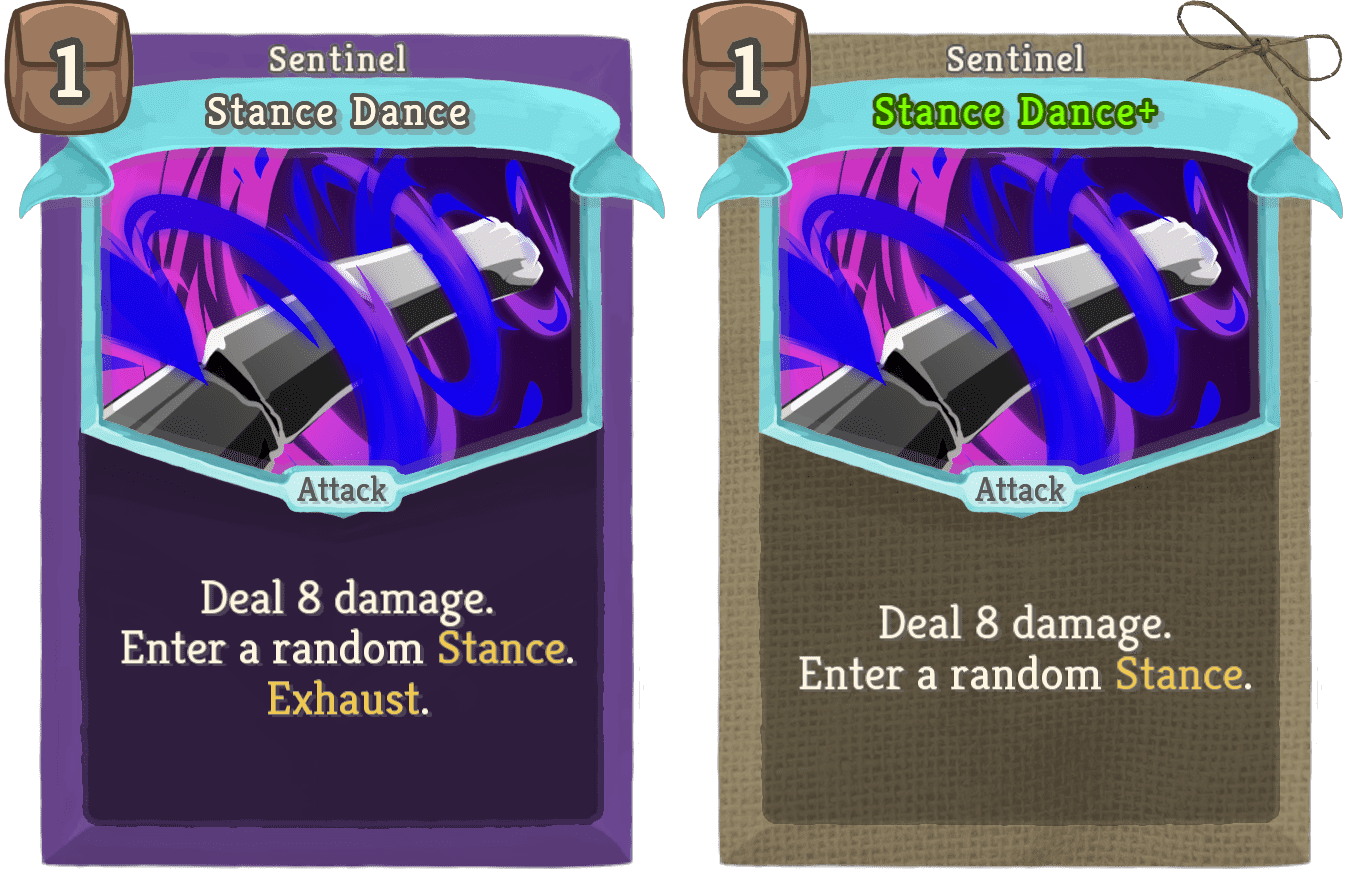 1
Sentinel
Stance Dance
Attack
Deal 8 damage.
Enter a random Stance.
Exhaust.
1
Sentinel
Stance Dance+
Attack
Deal 8 damage.
Enter a random Stance.